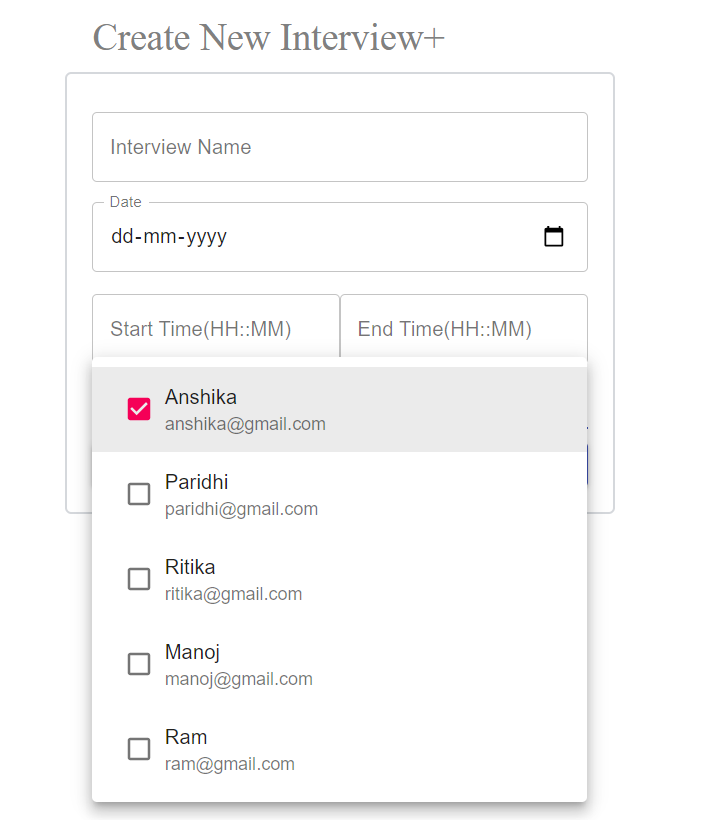 Create New Interview+
Interview Name
Date
dd-mm-yyyy
Start Time(HH::MM)
End Time(HH::MM)
Anshika
anshika@gmail.com
Paridhi
paridhi@gmail.com
Ritika
ritika@gmail.com
Manoj
manoj@gmail.com
Ram
ram@gmail.com